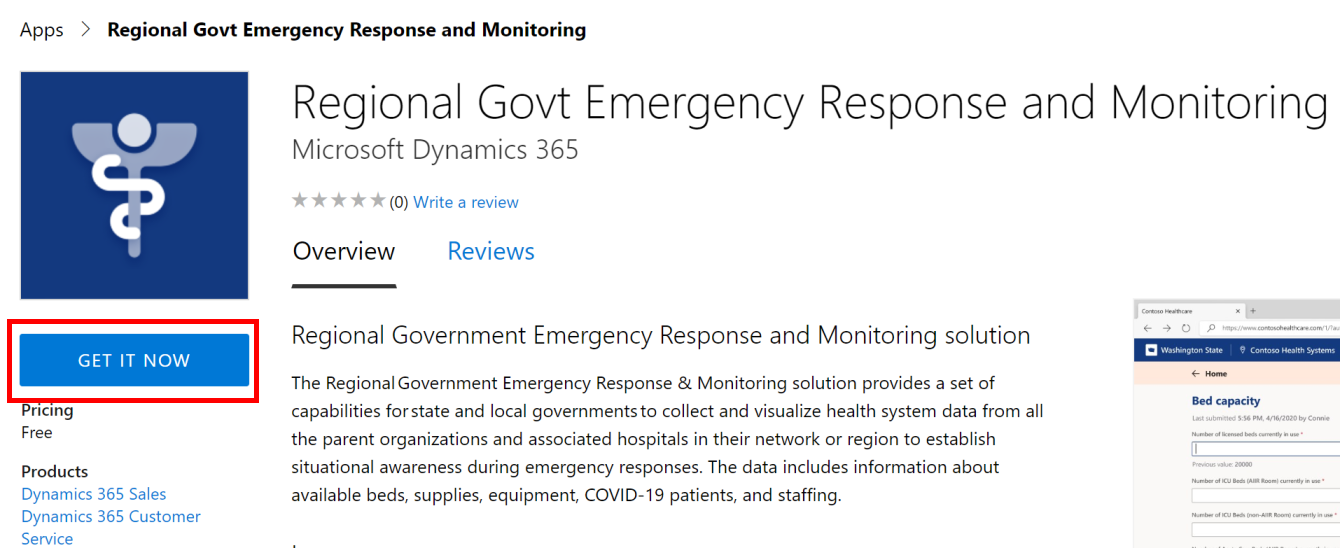 Apps > Regional Govt Emergency Response and Monitoring
Regional Govt Emergency Response and Monitoring
Microsoft Dynamics 365
(0) Write a review
Overview Reviews
GET IT NOW
Pricing
Free
Products
Dynamics 365 Sales
Dynamics 365 Customer
Service
Regional Government Emergency Response and Monitoring solution
The Regional Government Emergency Response & Monitoring solution provides a set of
capabilities for state and local governments to collect and visualize health system data from all
the parent organizations and associated hospitals in their network or region to establish
situational awareness during emergency responses. The data includes information about
available beds, supplies, equipment, COVID-19 patients, and staffing.
Contoso Healthcare
https://www.contosohealthcare.com/1/?au
Washington State Contoso Health Systems
Home
Bed capacity
Last submitted 5:56 PM, 4/16/2020 by Connie
Number of licensed beds currently in use *
Previous value: 20000
Number of ICU Beds (AIIR Room) currently in use *
Number of ICU Beds (non-AIIR Room) currently in use *